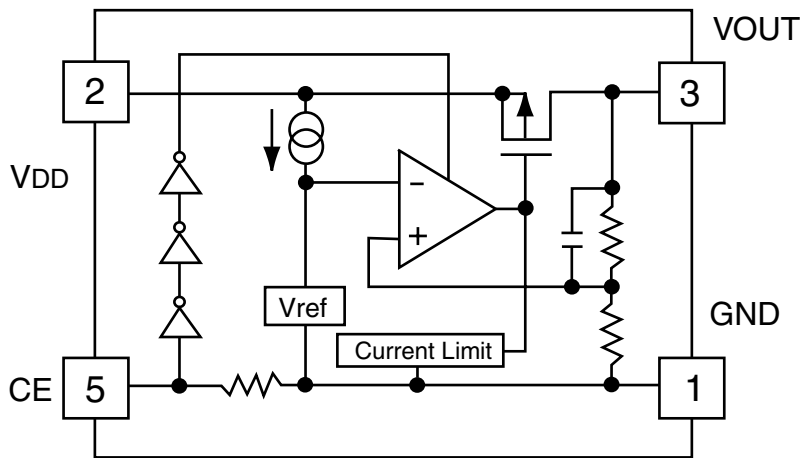 VOUT
2
3
VDD
−
+
Vref
GND
Current Limit
CE
5
1